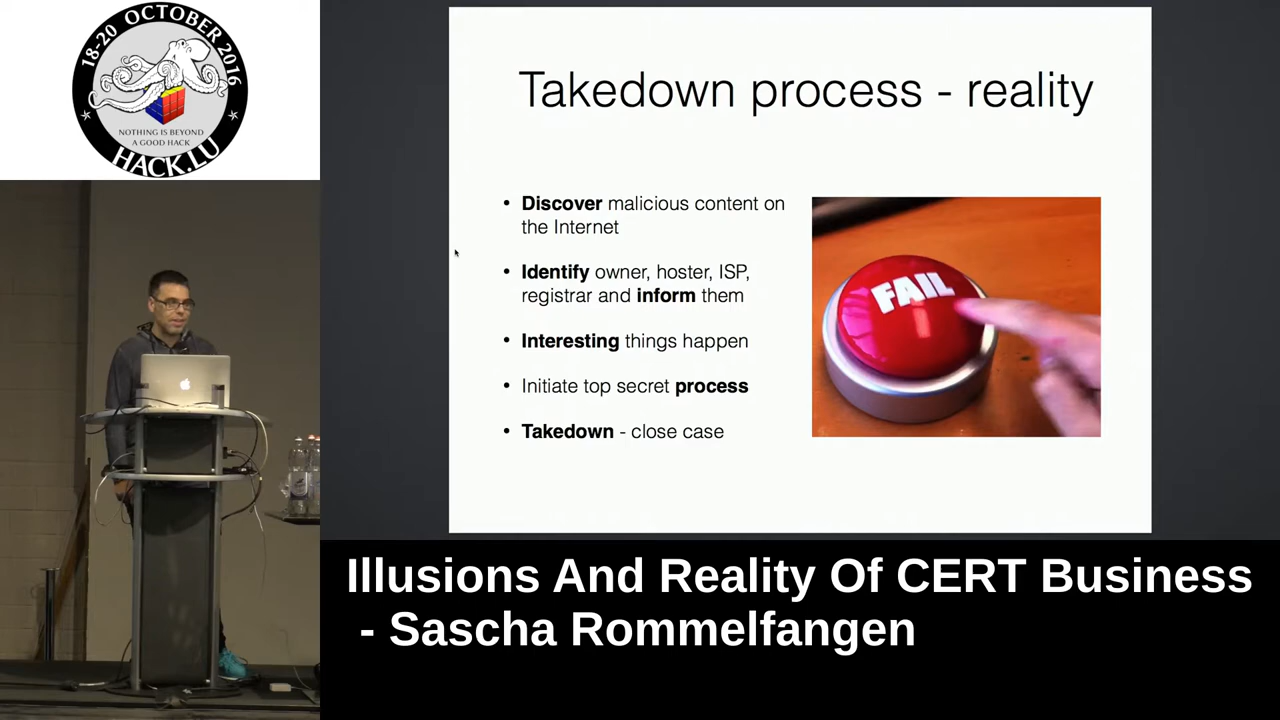 18-20 OCTOBER 2016
NOTHING IS BEYOND
A GOOD HACK
HACK.LU
Takedown process - reality
• Discover malicious content on
the Internet
• Identify owner, hoster, ISP,
registrar and inform them
• Interesting things happen
• Initiate top secret process
• Takedown - close case
FAIL
Illusions And Reality Of CERT Business
- Sascha Rommelfangen